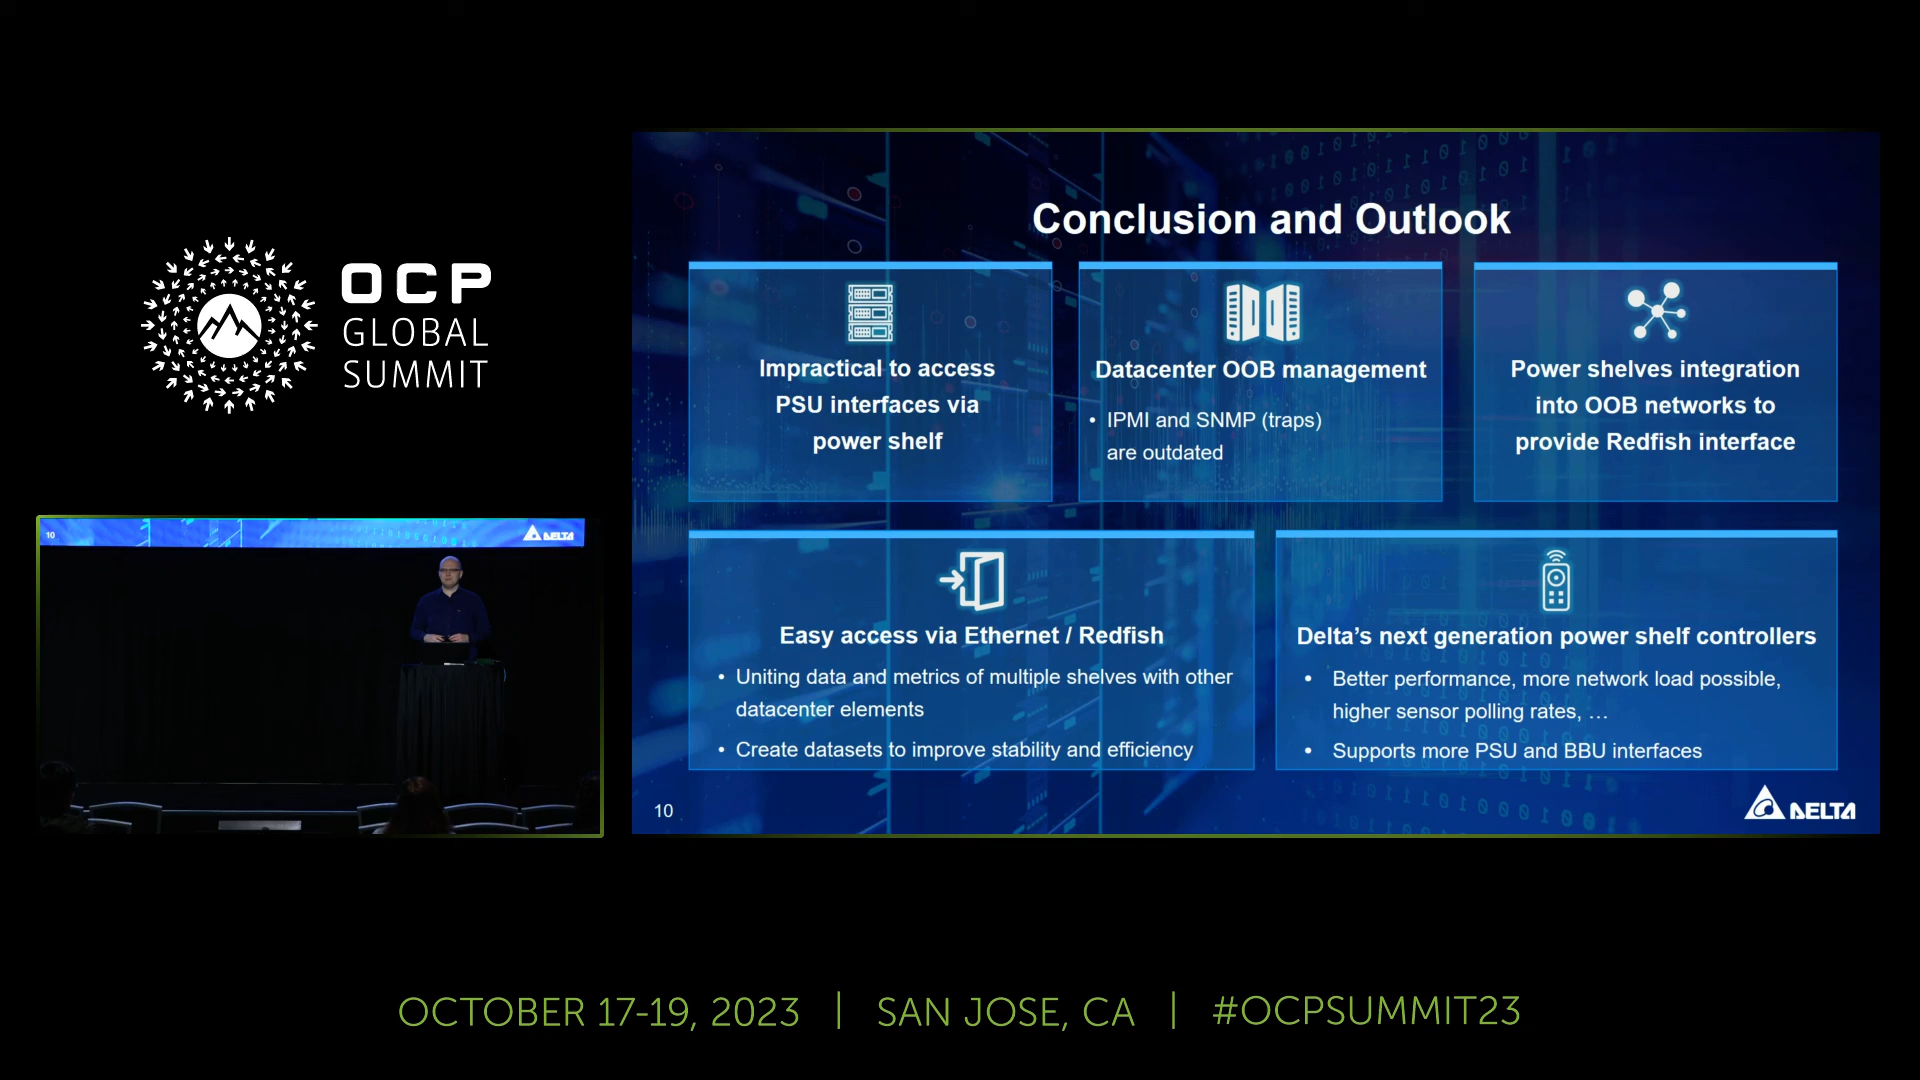 OCP
GLOBAL
SUMMIT
10
DELTA
Conclusion and Outlook
Impractical to access
PSU interfaces via
power shelf
Datacenter OOB management
• IPMI and SNMP (traps)
are outdated
Power shelves integration
into OOB networks to
provide Redfish interface
Easy access via Ethernet / Redfish
• Uniting data and metrics of multiple shelves with other
datacenter elements
• Create datasets to improve stability and efficiency
Delta’s next generation power shelf controllers
• Better performance, more network load possible,
higher sensor polling rates, …
• Supports more PSU and BBU interfaces
10
DELTA
OCTOBER 17-19, 2023 | SAN JOSE, CA | #OCPSUMMIT23